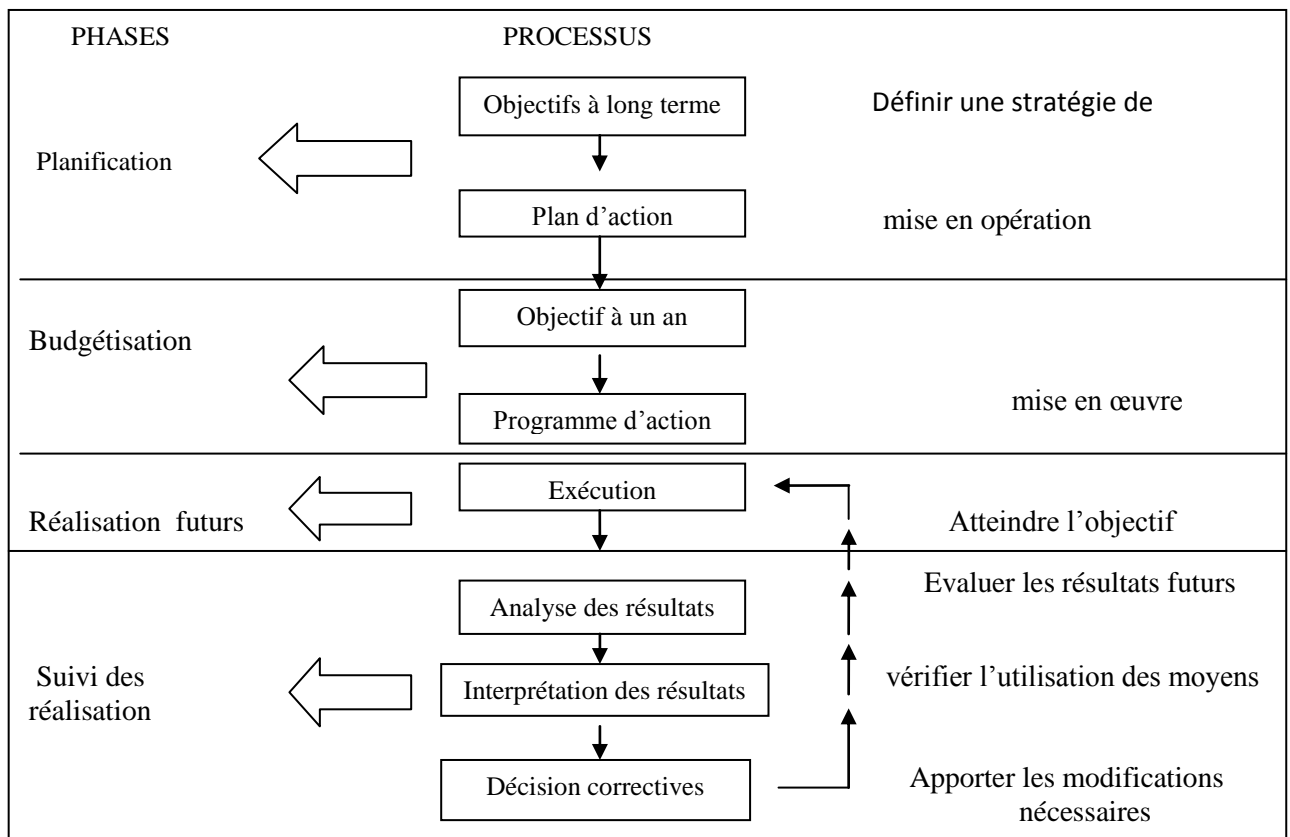 PHASES PROCESSUS
Objectifs à long terme Définir une stratégie de
Planification
Plan d’action mise en opération
Objectif à un an
Budgétisation
Programme d’action mise en œuvre
Exécution
Réalisation futurs Atteindre l’objectif
Evaluer les résultats futurs
Analyse des résultats
Suivi des
réalisation
Interprétation des résultats vérifier l’utilisation des moyens
Décision correctives Apporter les modifications
nécessaires